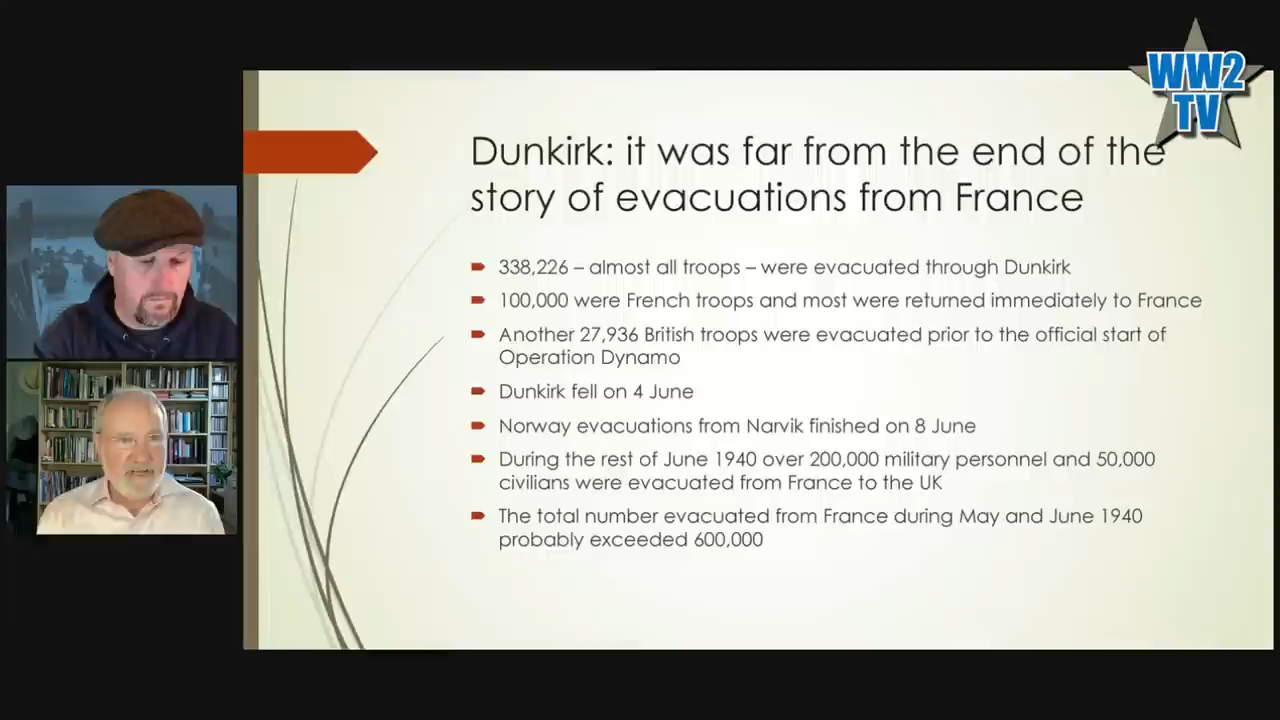 WW2
TV
Dunkirk: it was far from the end of the
story of evacuations from France
338,226 – almost all troops – were evacuated through Dunkirk
100,000 were French troops and most were returned immediately to France
Another 27,936 British troops were evacuated prior to the official start of
Operation Dynamo
Dunkirk fell on 4 June
Norway evacuations from Narvik finished on 8 June
During the rest of June 1940 over 200,000 military personnel and 50,000
civilians were evacuated from France to the UK
The total number evacuated from France during May and June 1940
probably exceeded 600,000